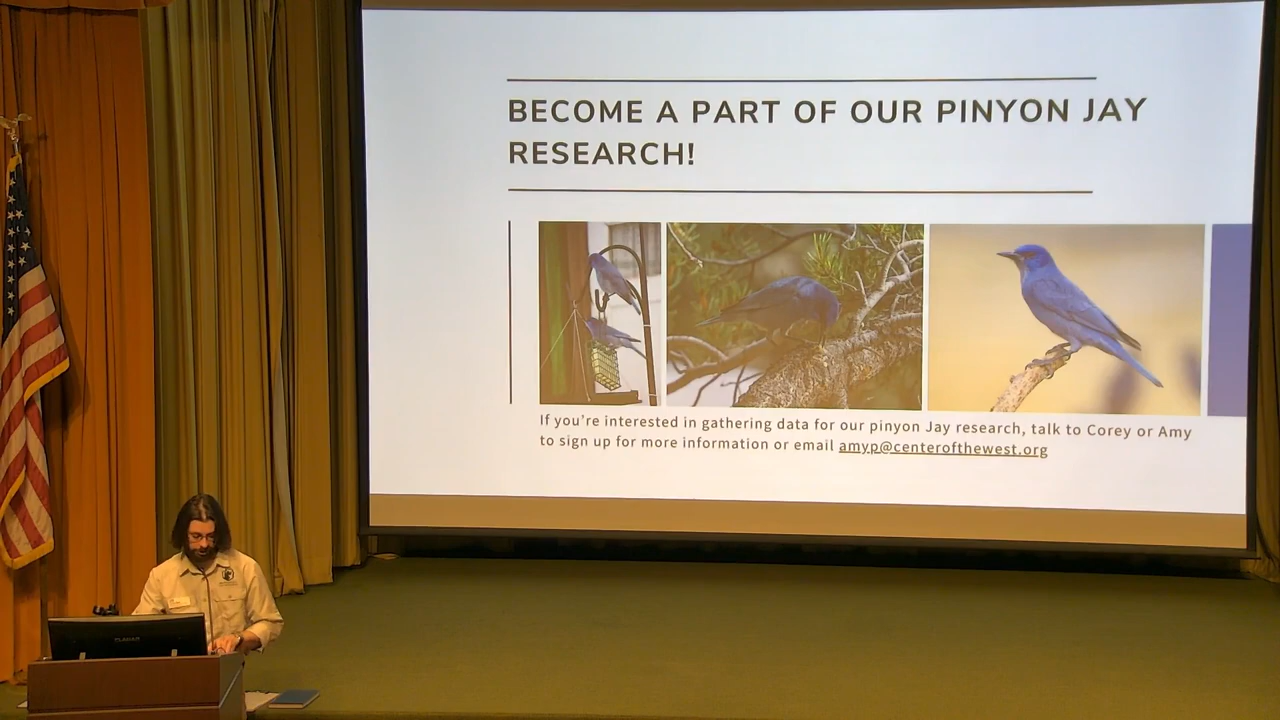 BECOME A PART OF OUR PINYON JAY
RESEARCH!
If you're interested in gathering data for our pinyon Jay research, talk to Corey or Amy
to sign up for more information or email amyp@centerofthewest.org